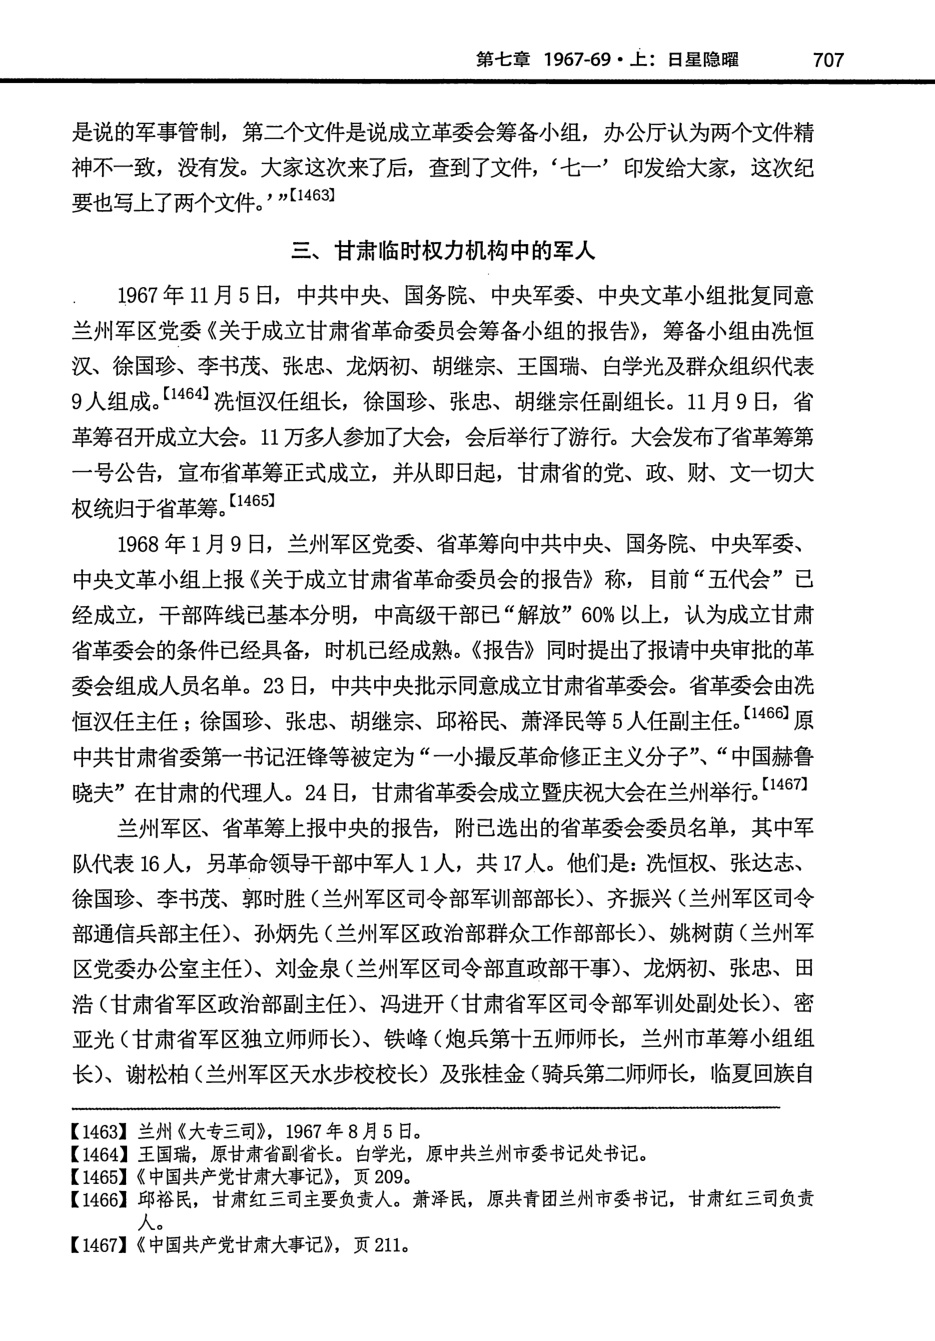 第七章 1967-69·上：日星隐曜 707
是说的军事管制，第二个文件是说成立革委会筹备小组，办公厅认为两个文件精
神不一致，没有发。大家这次来了后，查到了文件，‘七一’印发给大家，这次纪
要也写上了两个文件。’”【1463】
三、甘肃临时权力机构中的军人
1967年11月5日，中共中央、国务院、中央军委、中央文革小组批复同意
兰州军区党委《关于成立甘肃省革命委员会筹备小组的报告》，筹备小组由冼恒
汉、徐国珍、李书茂、张忠、龙炳初、胡继宗、王国瑞、白学光及群众组织代表
9人组成。【1464】冼恒汉任组长，徐国珍、张忠、胡继宗任副组长。11月9日，省
革筹召开成立大会。11万多人参加了大会，会后举行了游行。大会发布了省革筹第
一号公告，宣布省革筹正式成立，并从即日起，甘肃省的党、政、财、文一切大
权统归于省革筹。【1465】
1968年1月9日，兰州军区党委、省革筹向中共中央、国务院、中央军委、
中央文革小组上报《关于成立甘肃省革命委员会的报告》称，目前“五代会”已
经成立，干部阵线已基本分明，中高级干部已“解放”60%以上，认为成立甘肃
省革委会的条件已经具备，时机已经成熟。《报告》同时提出了报请中央审批的革
委会组成人员名单。23日，中共中央批示同意成立甘肃省革委会。省革委会由冼
恒汉任主任；徐国珍、张忠、胡继宗、邱裕民、萧泽民等5人任副主任。【1466】原
中共甘肃省委第一书记汪锋等被定为“一小撮反革命修正主义分子”、“中国赫鲁
晓夫”在甘肃的代理人。24日，甘肃省革委会成立暨庆祝大会在兰州举行。【1467】
兰州军区、省革筹上报中央的报告，附已选出的省革委会委员名单，其中军
队代表16人，另革命领导干部中军人1人，共17人。他们是：冼恒权、张达志、
徐国珍、李书茂、郭时胜（兰州军区司令部军训部部长）、齐振兴（兰州军区司令
部通信兵部主任）、孙炳先（兰州军区政治部群众工作部部长）、姚树荫（兰州军
区党委办公室主任）、刘金泉（兰州军区司令部直政部干事）、龙炳初、张忠、田
浩（甘肃省军区政治部副主任）、冯进开（甘肃省军区司令部军训处副处长）、密
亚光（甘肃省军区独立师师长）、铁峰（炮兵第十五师师长，兰州市革筹小组组
长）、谢松柏（兰州军区天水步校校长）及张桂金（骑兵第二师师长，临夏回族自
【1463】兰州《大专三司》，1967年8月5日。
【1464】王国瑞，原甘肃省副省长。白学光，原中共兰州市委书记处书记。
【1465】《中国共产党甘肃大事记》，页209。
【1466】邱裕民，甘肃红三司主要负责人。萧泽民，原共青团兰州市委书记，甘肃红三司负责
人。
【1467】《中国共产党甘肃大事记》，页211。